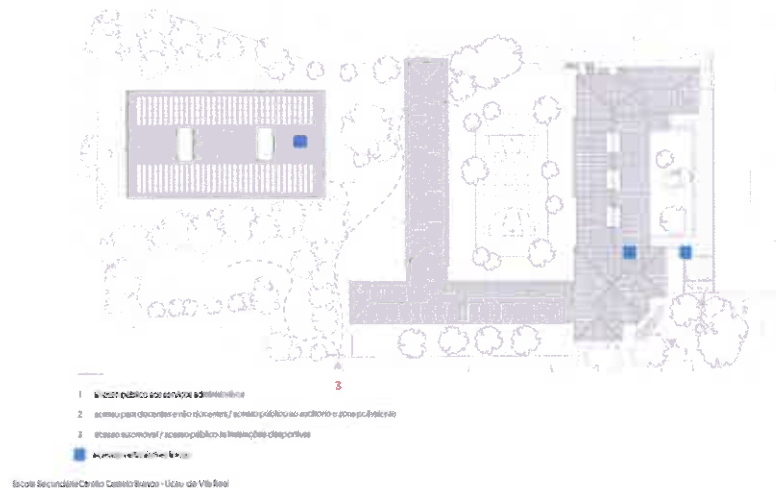 3
1 acesso público aos serviços administrativos
2 acesso para docentes e não docentes / acesso público ao auditório e zona polivalente
3 acesso automóvel / acesso público às instalações desportivas
Escola Secundária Camilo Castelo Branco - Liceu de Vila Real